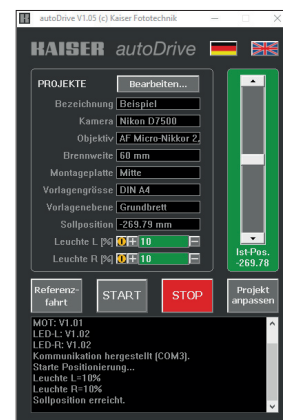 autoDrive V1.05 (c) Kaiser Fototechnik
KAISER autoDrive
PROJEKTE Bearbeiten...
Bezeichnung Beispiel
Kamera Nikon D7500
Objektiv AF Micro-Nikkor 2,
Brennweite 60 mm
Montageplatte Mitte
Vorlagengrösse DIN A4
Vorlagenebene Grundbrett
Sollposition -269.79 mm
Leuchte L [%] 10
Leuchte R [%] 10
Ist-Pos.
-269.78
Referenz-
fahrt
START
STOP
Projekt
anpassen
MOT: V1.01
LED-L: V1.02
LED-R: V1.02
Kommunikation hergestellt (COM3).
Starte Positionierung...
Leuchte L=10%
Leuchte R=10%
Sollposition erreicht.